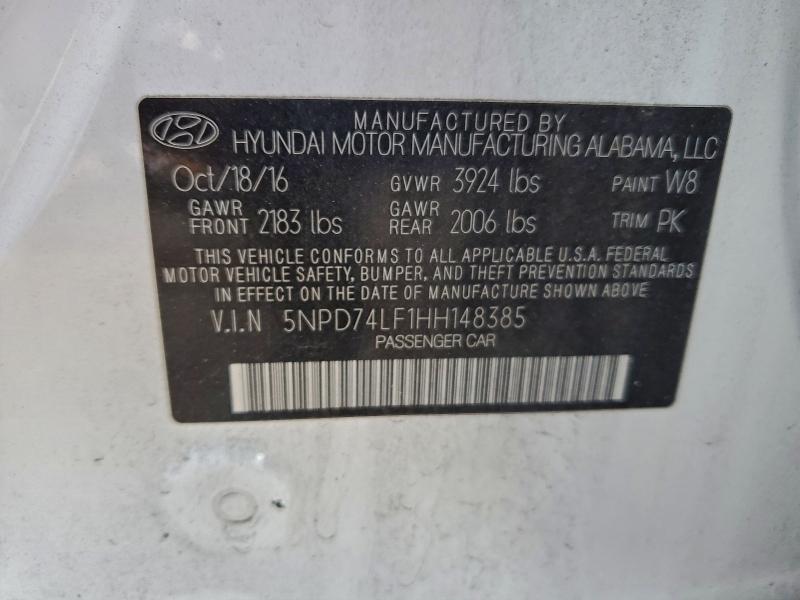 MANUFACTURED BY
HYUNDAI MOTOR MANUFACTURING ALABAMA, LLC
Oct/18/16 GVWR 3924 lbs PAINT W8
GAWR FRONT 2183 lbs GAWR REAR 2006 lbs TRIM PK
THIS VEHICLE CONFORMS TO ALL APPLICABLE U.S.A. FEDERAL
MOTOR VEHICLE SAFETY, BUMPER, AND THEFT PREVENTION STANDARDS
IN EFFECT ON THE DATE OF MANUFACTURE SHOWN ABOVE
V.I.N 5NPD74LF1HH148385
PASSENGER CAR